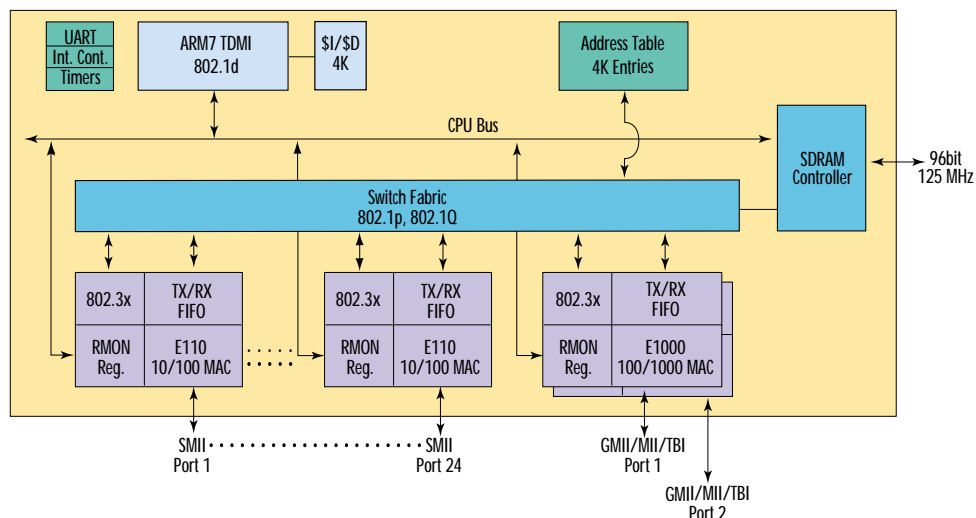 UART
Int. Cont.
Timers
ARM7 TDMI
802.1d
$I/$D
4K
Address Table
4K Entries
CPU Bus
SDRAM
Controller
96bit
125 MHz
Switch Fabric
802.1p, 802.1Q
802.3x
TX/RX
FIFO
RMON
Reg.
E110
10/100 MAC
802.3x
TX/RX
FIFO
RMON
Reg.
E110
10/100 MAC
802.3x
TX/RX
FIFO
RMON
Reg.
E1000
100/1000 MAC
SMII
Port 1
SMII
Port 24
GMII/MII/TBI
Port 1
GMII/MII/TBI
Port 2